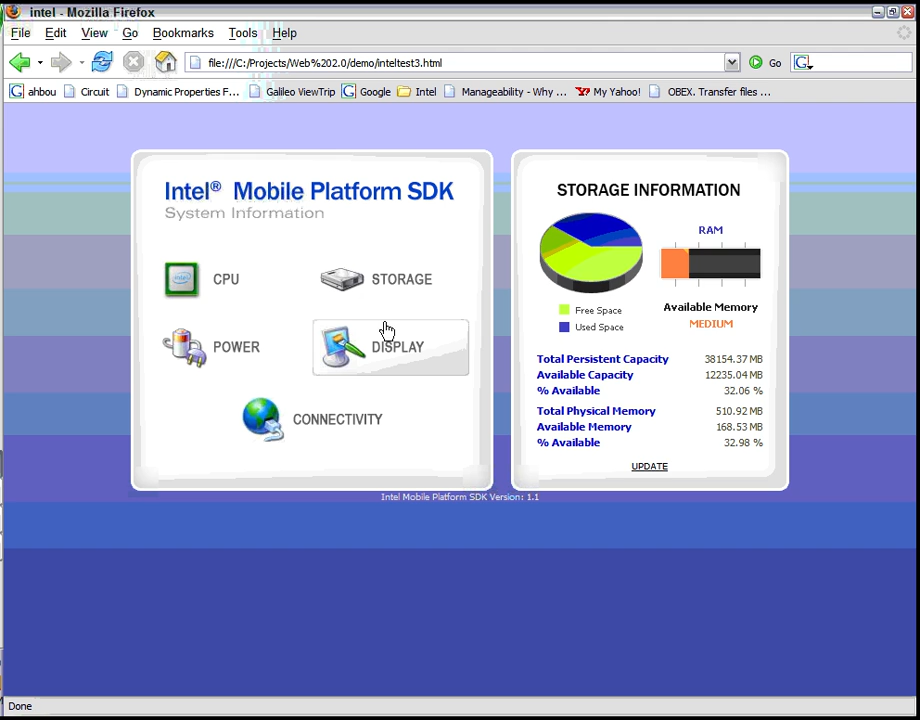 intel - Mozilla Firefox
File Edit View Go Bookmarks Tools Help
file:///C:/Projects/Web%202.0/demo/inteltest3.html Go G
G ahbou Circuit Dynamic Properties F... Galileo ViewTrip G Google Intel Manageability - Why ... Y! My Yahoo! OBEX. Transfer files ...
Intel® Mobile Platform SDK
System Information
CPU
STORAGE
POWER
DISPLAY
CONNECTIVITY
STORAGE INFORMATION
RAM
Free Space
Used Space
Available Memory
MEDIUM
Total Persistent Capacity 38154.37 MB
Available Capacity 12235.04 MB
% Available 32.06 %
Total Physical Memory 510.92 MB
Available Memory 168.53 MB
% Available 32.98 %
UPDATE
Intel Mobile Platform SDK Version: 1.1
Done